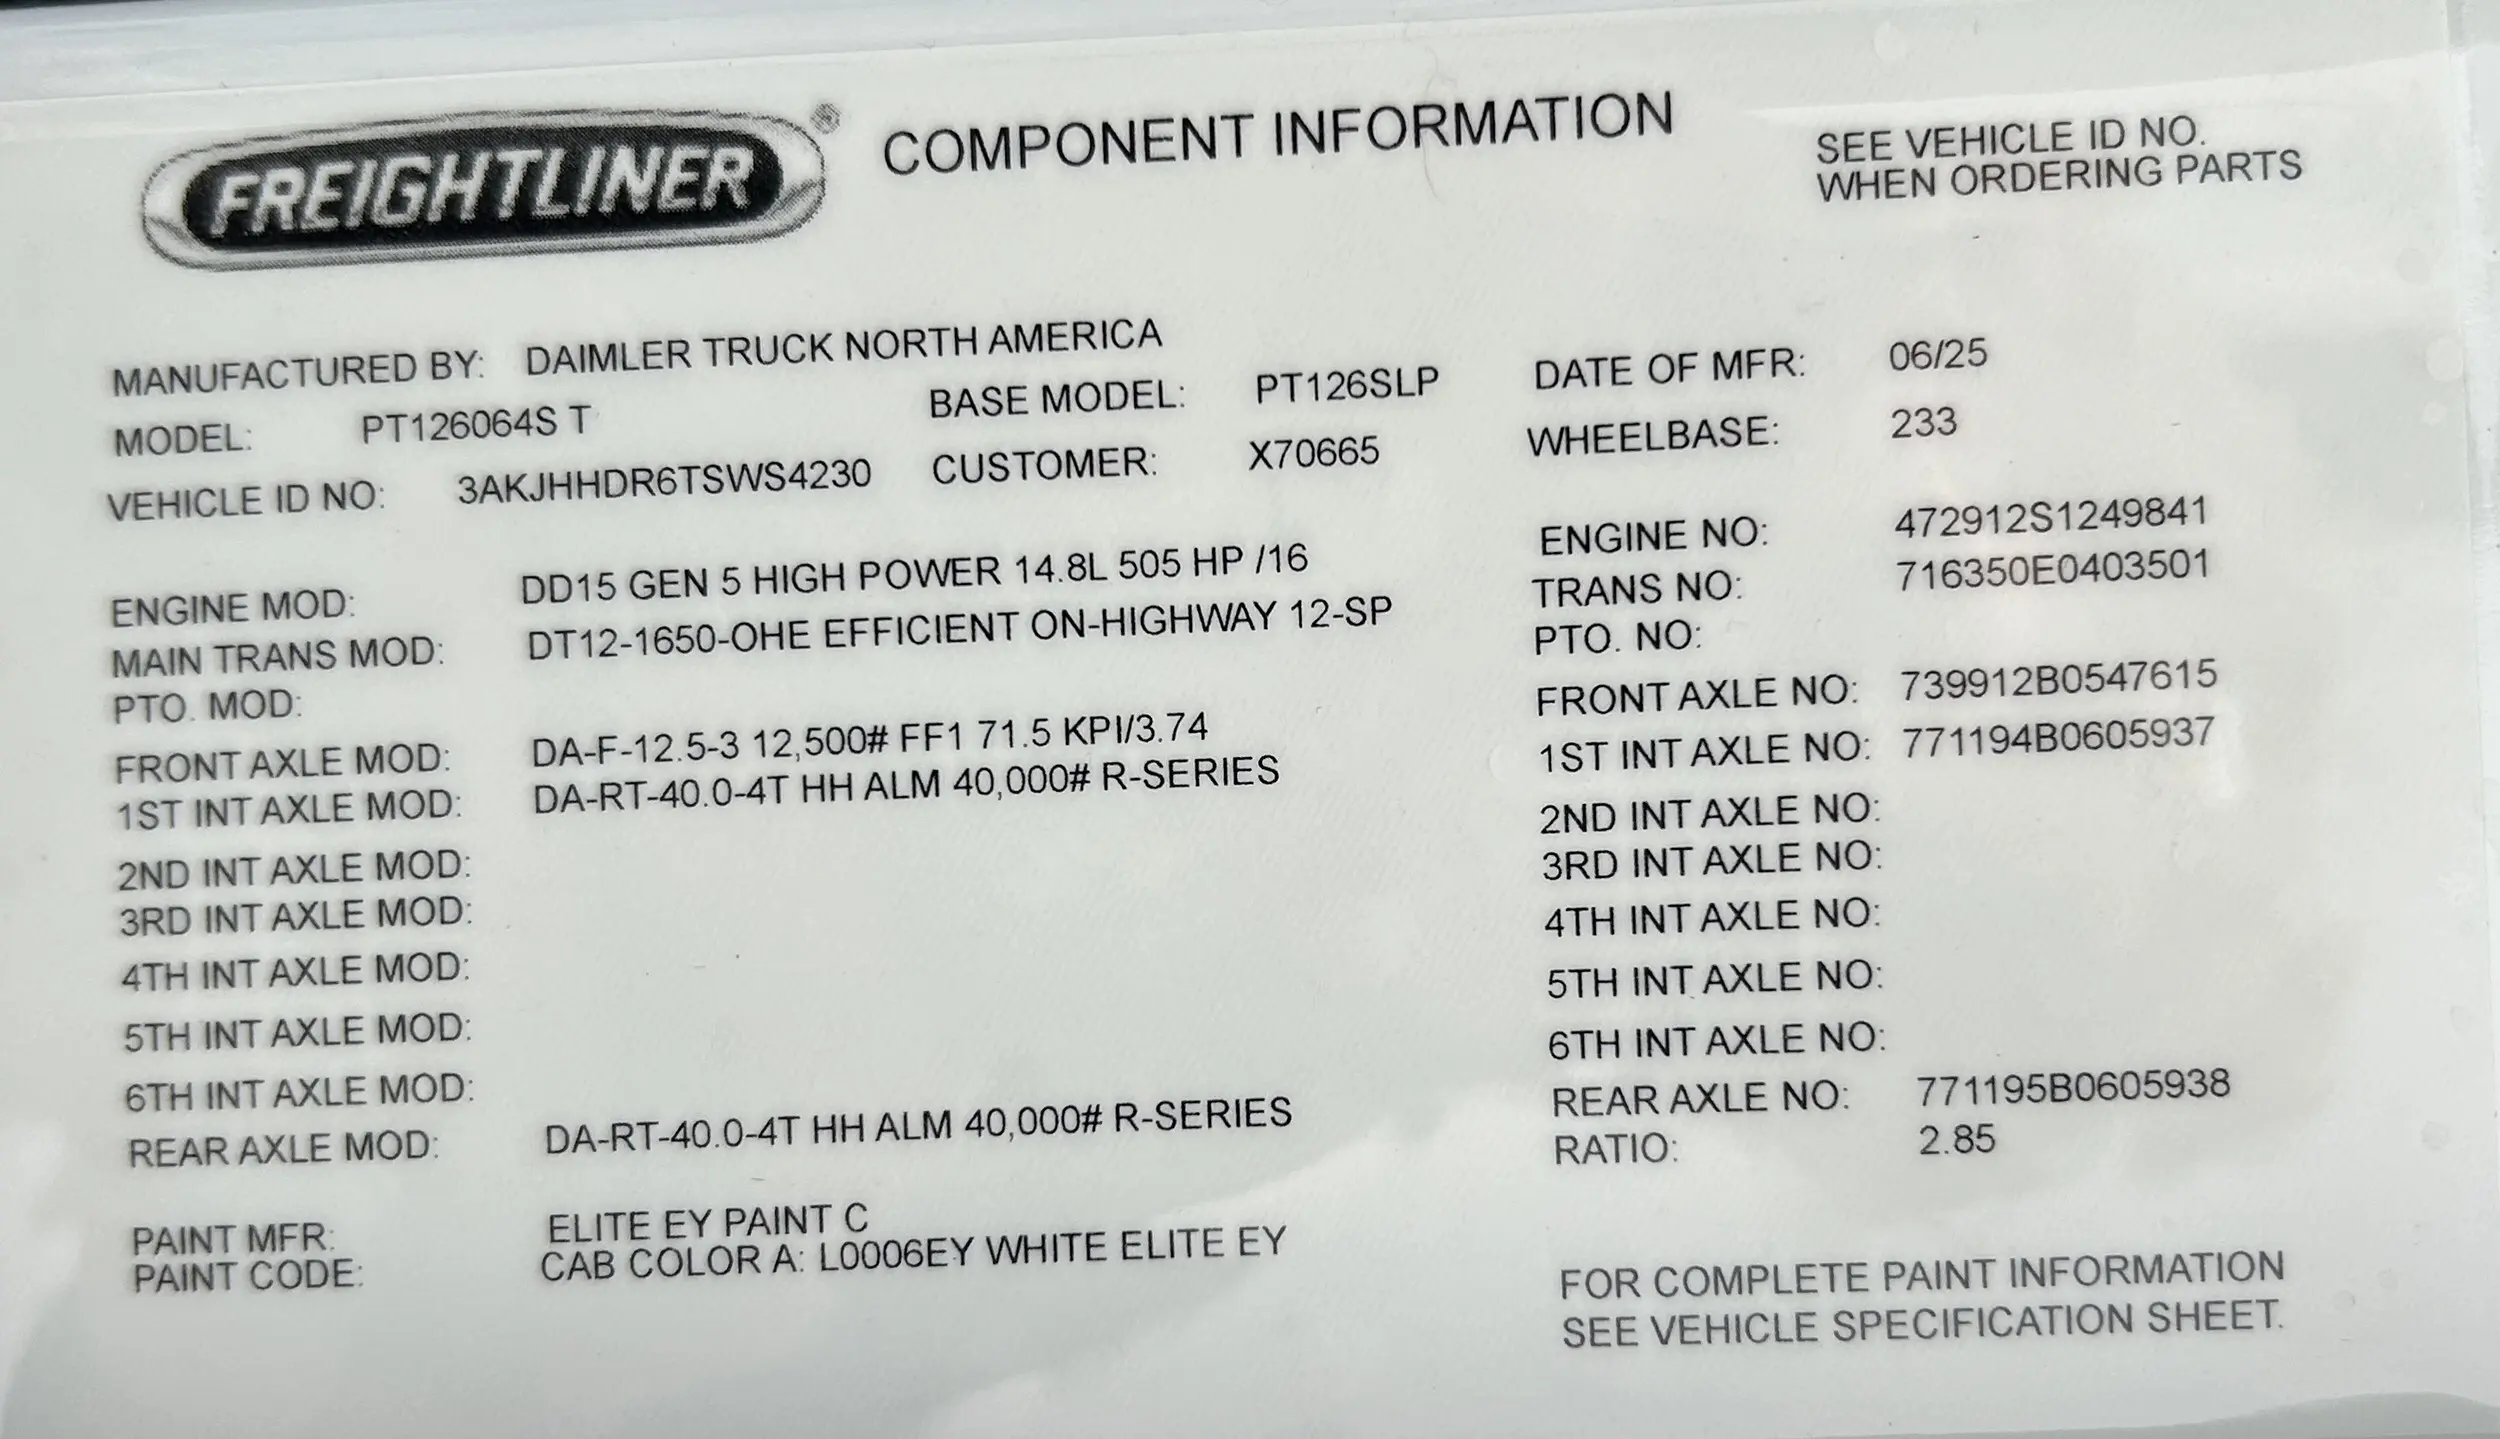 FREIGHTLINER ® COMPONENT INFORMATION
SEE VEHICLE ID NO.
WHEN ORDERING PARTS
MANUFACTURED BY: DAIMLER TRUCK NORTH AMERICA
MODEL: PT126064S T BASE MODEL: PT126SLP DATE OF MFR: 06/25
VEHICLE ID NO: 3AKJHHDR6TSWS4230 CUSTOMER: X70665 WHEELBASE: 233
ENGINE MOD: DD15 GEN 5 HIGH POWER 14.8L 505 HP /16 ENGINE NO: 472912S1249841
MAIN TRANS MOD: DT12-1650-OHE EFFICIENT ON-HIGHWAY 12-SP TRANS NO: 716350E0403501
PTO. MOD: PTO. NO:
FRONT AXLE MOD: DA-F-12.5-3 12,500# FF1 71.5 KPI/3.74 FRONT AXLE NO: 739912B0547615
1ST INT AXLE MOD: DA-RT-40.0-4T HH ALM 40,000# R-SERIES 1ST INT AXLE NO: 771194B0605937
2ND INT AXLE MOD: 2ND INT AXLE NO:
3RD INT AXLE MOD: 3RD INT AXLE NO:
4TH INT AXLE MOD: 4TH INT AXLE NO:
5TH INT AXLE MOD: 5TH INT AXLE NO:
6TH INT AXLE MOD: 6TH INT AXLE NO:
REAR AXLE MOD: DA-RT-40.0-4T HH ALM 40,000# R-SERIES REAR AXLE NO: 771195B0605938
RATIO: 2.85
PAINT MFR: ELITE EY PAINT C
PAINT CODE: CAB COLOR A: L0006EY WHITE ELITE EY
FOR COMPLETE PAINT INFORMATION
SEE VEHICLE SPECIFICATION SHEET.